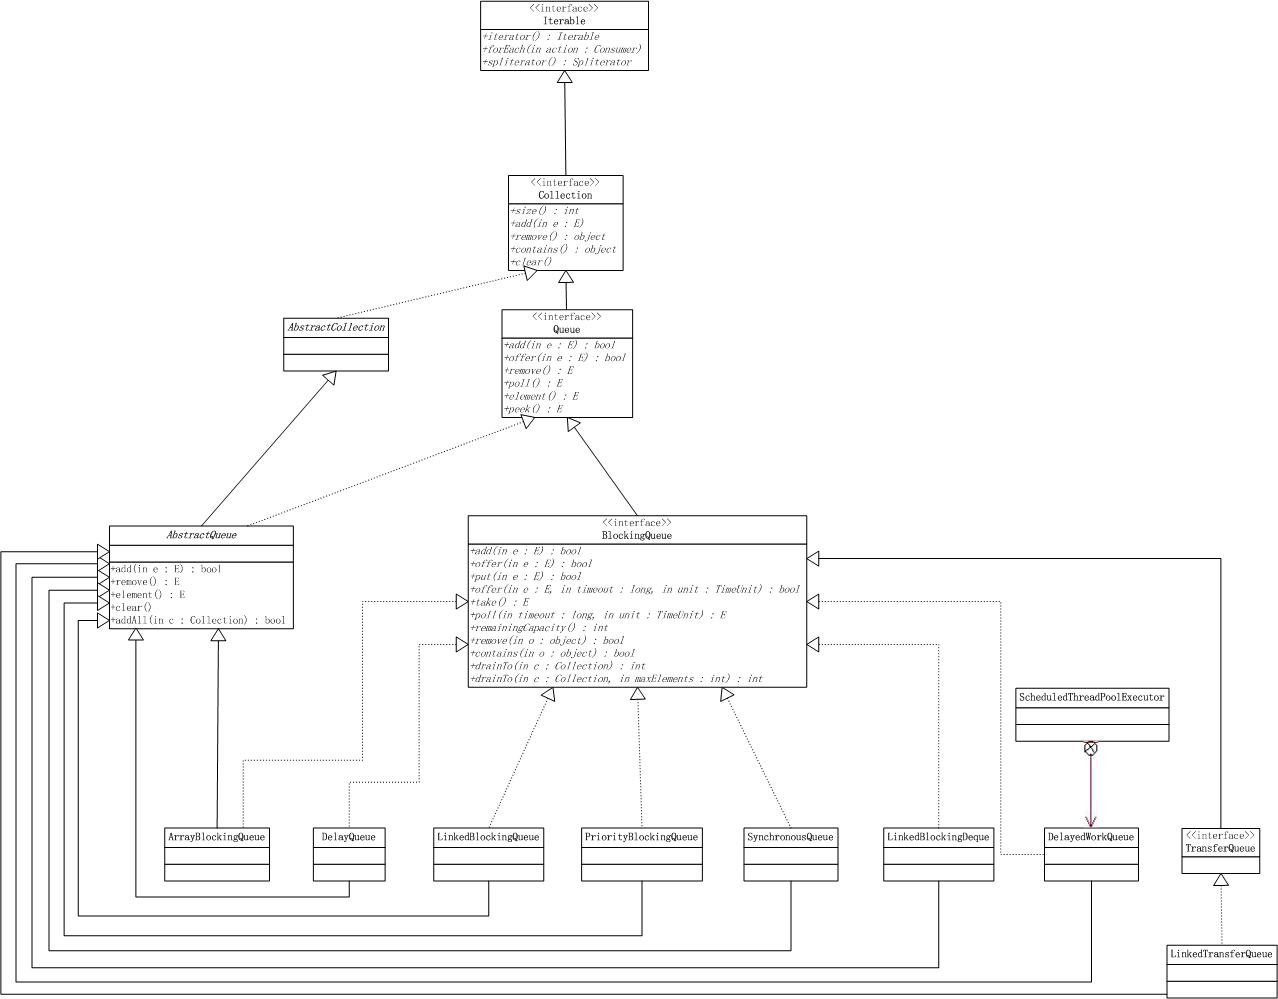 <<interface>>
Iterable
+iterator() : Iterable
+forEach(in action : Consumer)
+spliterator() : Spliterator
<<interface>>
Collection
+size() : int
+add(in e : E)
+remove() : object
+contains() : object
+clear()
AbstractCollection
<<interface>>
Queue
+add(in e : E) : bool
+offer(in e : E) : bool
+remove() : E
+poll() : E
+element() : E
+peek() : E
AbstractQueue
+add(in e : E) : bool
+remove() : E
+element() : E
+clear()
+addAll(in c : Collection) : bool
<<interface>>
BlockingQueue
+add(in e : E) : bool
+offer(in e : E) : bool
+put(in e : E) : bool
+offer(in e : E, in timeout : long, in unit : TimeUnit) : bool
+take() : E
+poll(in timeout : long, in unit : TimeUnit) : E
+remainingCapacity() : int
+remove(in o : object) : bool
+contains(in o : object) : bool
+drainTo(in c : Collection) : int
+drainTo(in c : Collection, in maxElements : int) : int
ScheduledThreadPoolExecutor
ArrayBlockingQueue
DelayQueue
LinkedBlockingQueue
PriorityBlockingQueue
SynchronousQueue
LinkedBlockingDeque
DelayedWorkQueue
<<interface>>
TransferQueue
LinkedTransferQueue